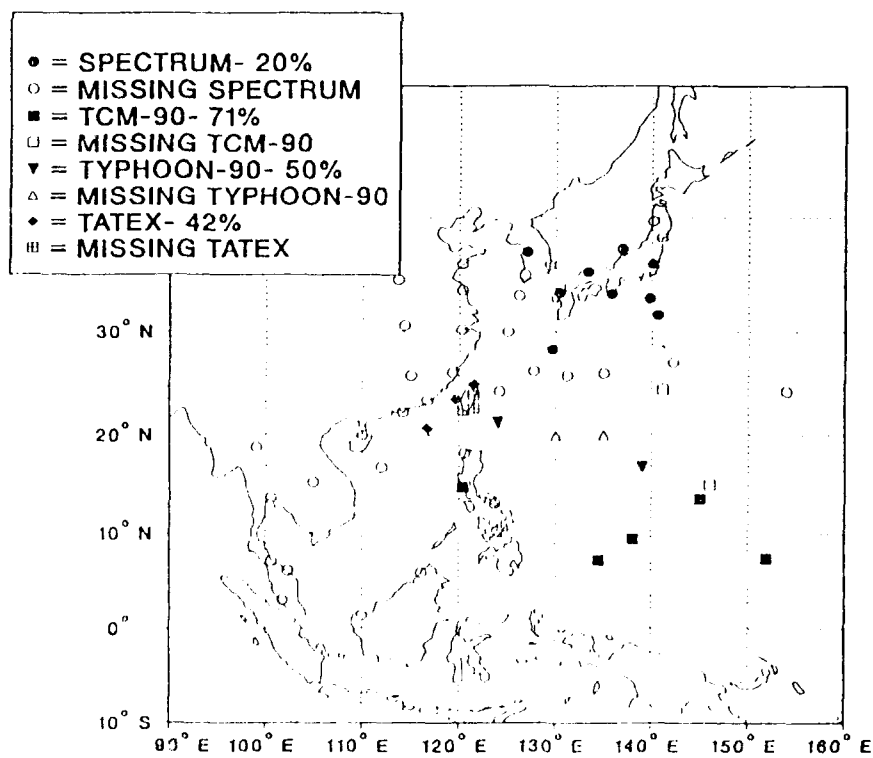 ● = SPECTRUM- 20%
○ = MISSING SPECTRUM
■ = TCM-90- 71%
□ = MISSING TCM-90
▼ = TYPHOON-90- 50%
△ = MISSING TYPHOON-90
◆ = TATEX- 42%
⊞ = MISSING TATEX
30° N
20° N
10° N
0°
10° S
90° E 100° E 110° E 120° E 130° E 140° E 150° E 160° E